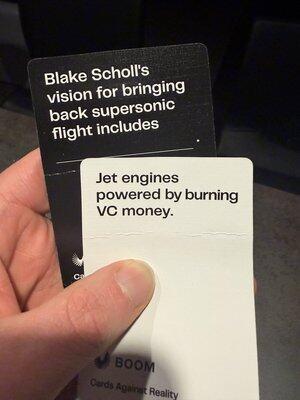 Blake Scholl's
vision for bringing
back supersonic
flight includes
.
Jet engines
powered by burning
VC money.
Ca
BOOM
Cards Against Reality